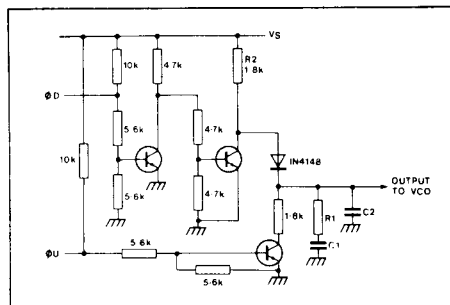 VS
R2
1.8k
10k
4.7k
ØD
5.6k
4.7k
IN4148
10k
OUTPUT
TO VCO
5.6k
4.7k
1.8k
R1
C2
ØU
5.6k
C1
5.6k